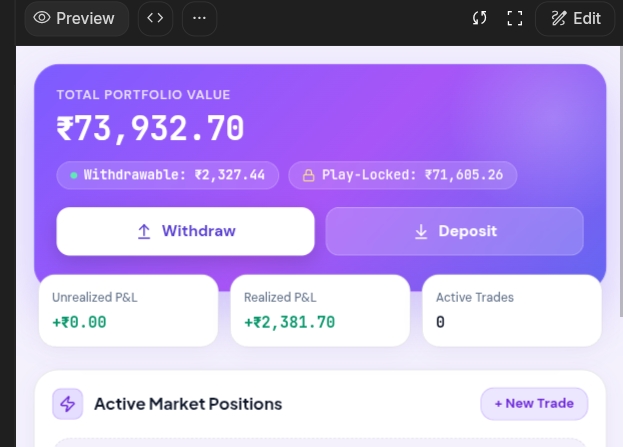 Preview
Edit
TOTAL PORTFOLIO VALUE
₹73,932.70
Withdrawable: ₹2,327.44
Play-Locked: ₹71,605.26
Withdraw
Deposit
Unrealized P&L
+₹0.00
Realized P&L
+₹2,381.70
Active Trades
0
Active Market Positions
+ New Trade